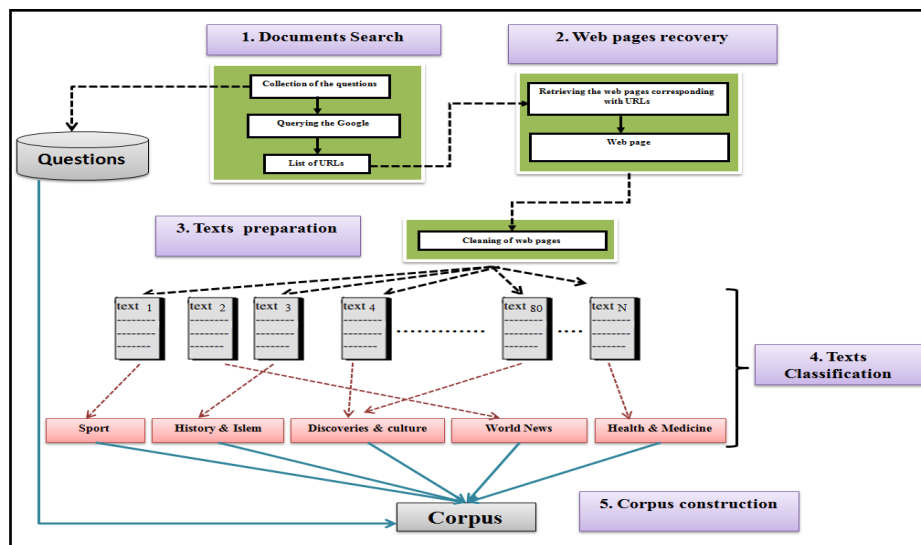 1. Documents Search
2. Web pages recovery
Collection of the questions
Querying the Google
List of URLs
Retrieving the web pages corresponding
with URLs
Web page
Questions
3. Texts preparation
Cleaning of web pages
text 1
text 2
text 3
text 4
text 80
text N
4. Texts
Classification
Sport
History & Islem
Discoveries & culture
World News
Health & Medicine
5. Corpus construction
Corpus